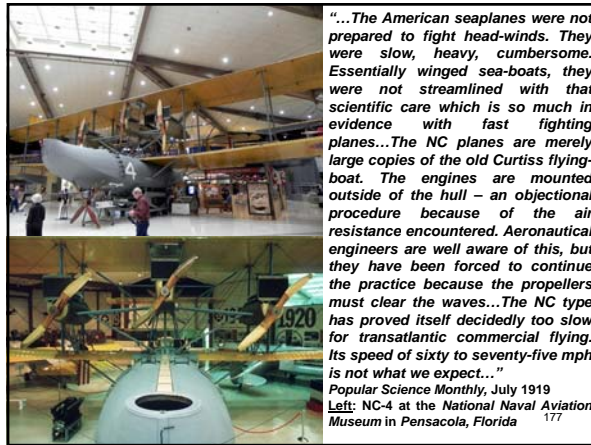 "…The American seaplanes were not
prepared to fight head-winds. They
were slow, heavy, cumbersome.
Essentially winged sea-boats, they
were not streamlined with that
scientific care which is so much in
evidence with fast fighting
planes…The NC planes are merely
large copies of the old Curtiss flying-
boat. The engines are mounted
outside of the hull – an objectional
procedure because of the air
resistance encountered. Aeronautical
engineers are well aware of this, but
they have been forced to continue
the practice because the propellers
must clear the waves…The NC type
has proved itself decidedly too slow
for transatlantic commercial flying.
Its speed of sixty to seventy-five mph
is not what we expect…"
Popular Science Monthly, July 1919
Left: NC-4 at the National Naval Aviation
Museum in Pensacola, Florida
177
4
1920